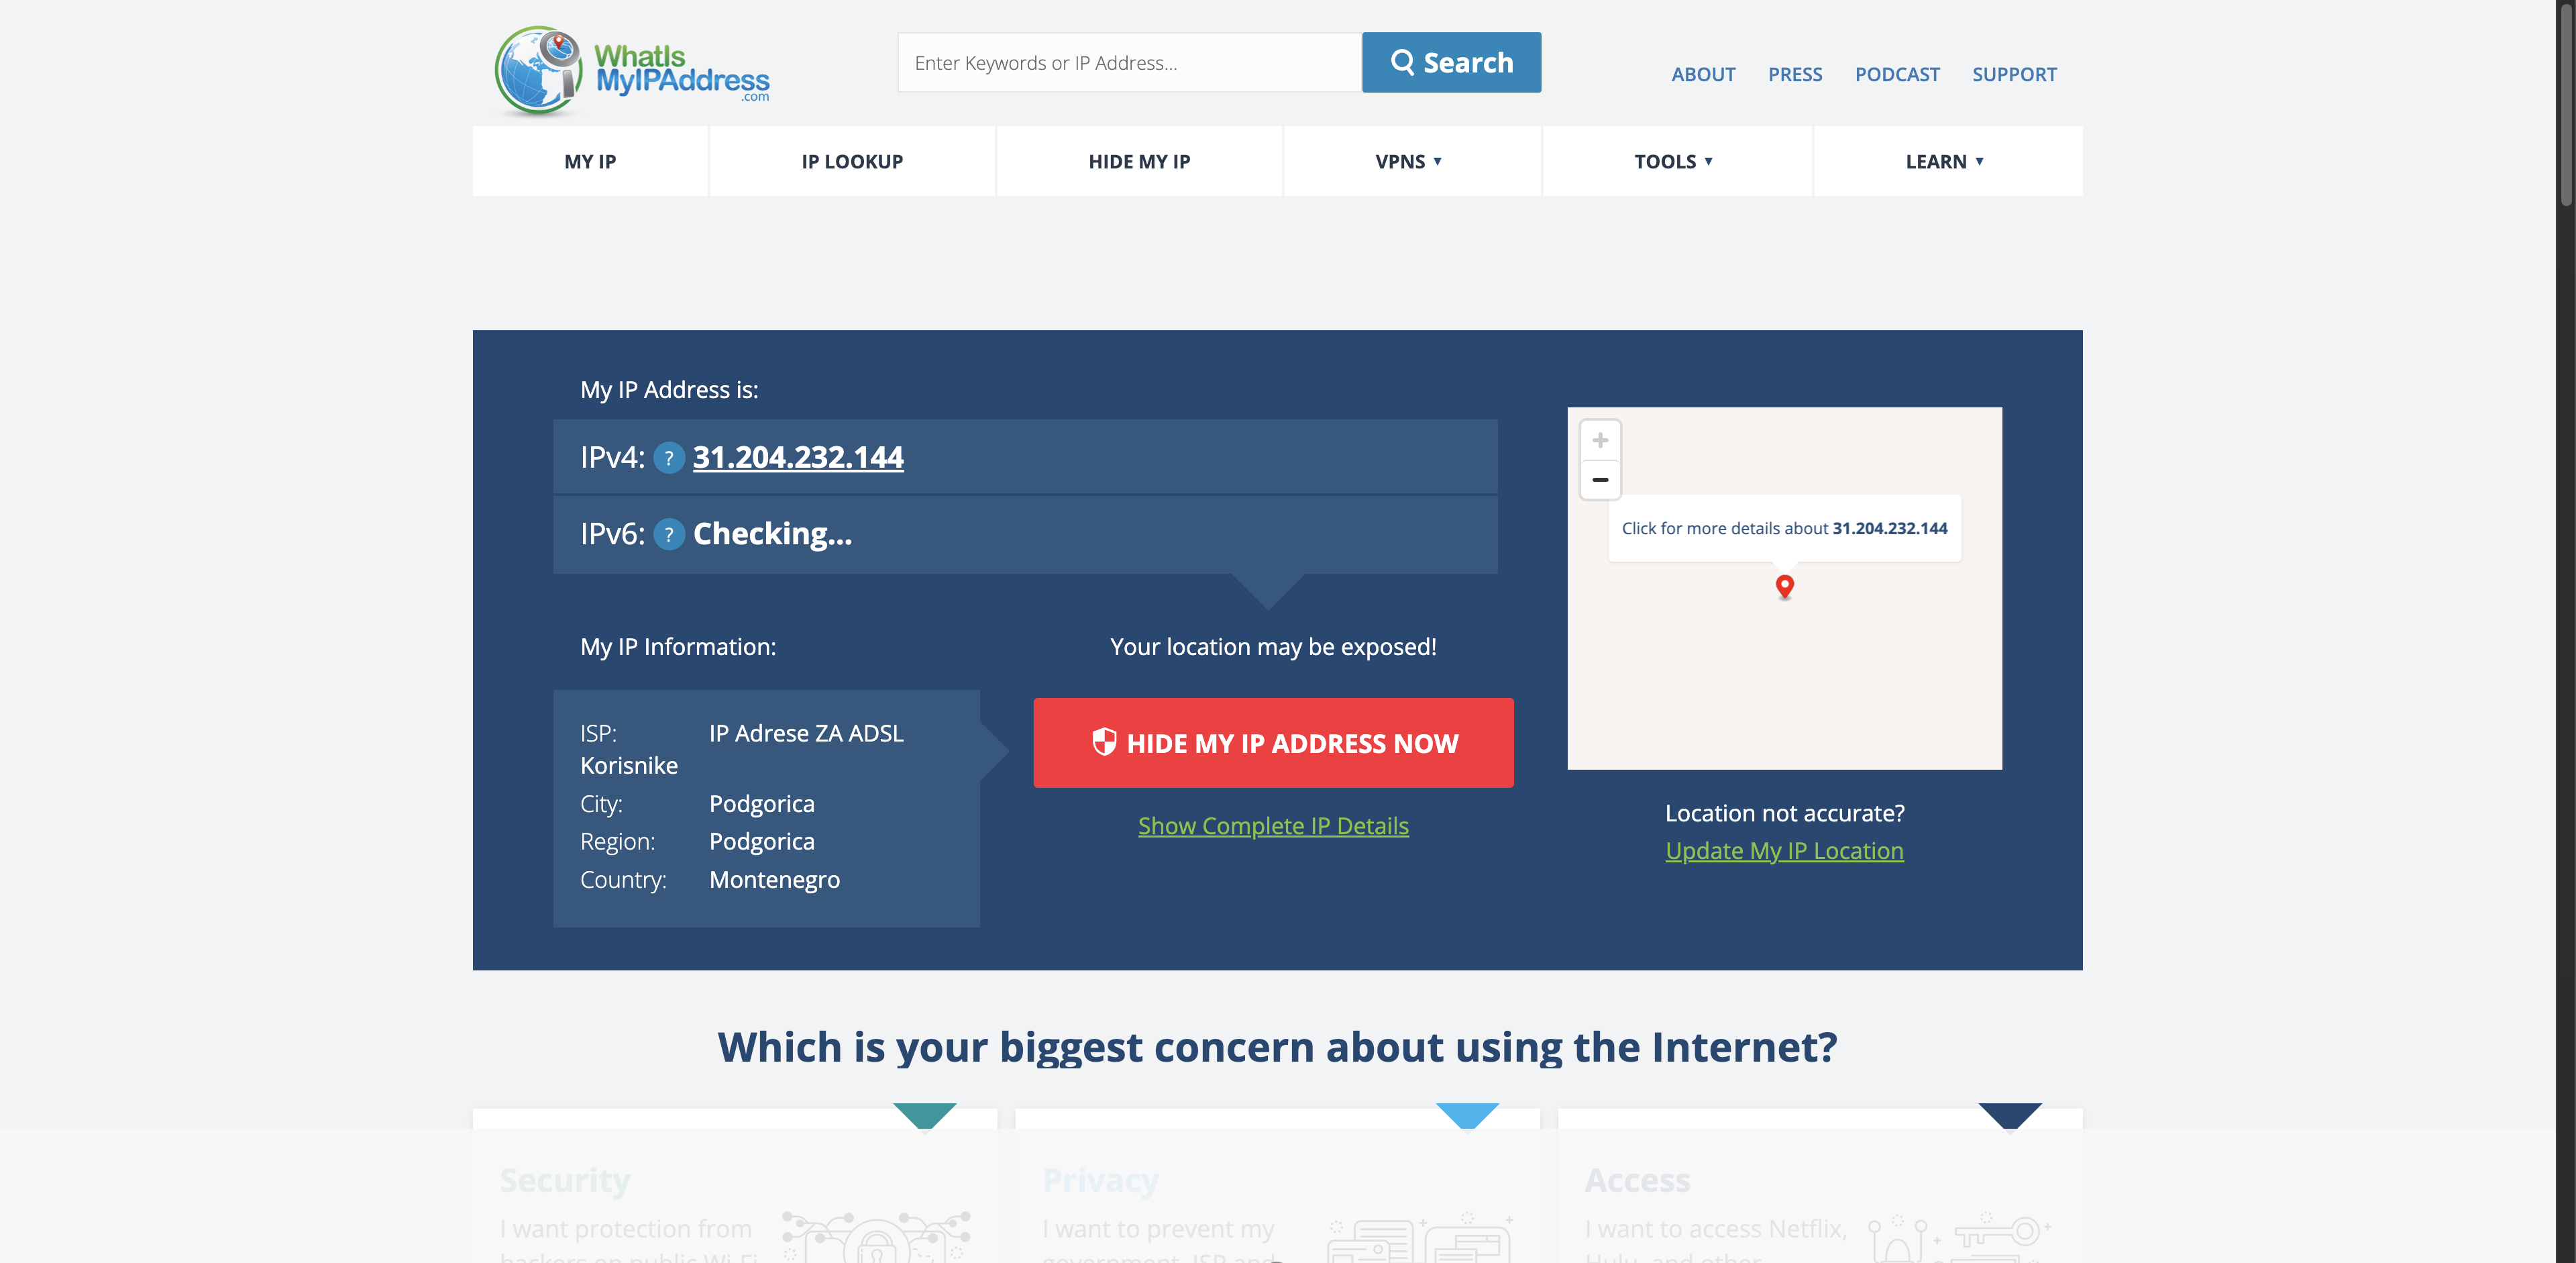 WhatIs
MyIPAddress
.com
Enter Keywords or IP Address...
Search
ABOUT
PRESS
PODCAST
SUPPORT
MY IP
IP LOOKUP
HIDE MY IP
VPNS
TOOLS
LEARN
My IP Address is:
IPv4: ? 31.204.232.144
IPv6: ? Checking...
Click for more details about 31.204.232.144
My IP Information:
ISP: IP Adrese ZA ADSL
Korisnike
City: Podgorica
Region: Podgorica
Country: Montenegro
Your location may be exposed!
HIDE MY IP ADDRESS NOW
Show Complete IP Details
Location not accurate?
Update My IP Location
Which is your biggest concern about using the Internet?
Security
I want protection from
hackers on public Wi-Fi
Privacy
I want to prevent my
government, ISP and
Access
I want to access Netflix,
Hulu, and other